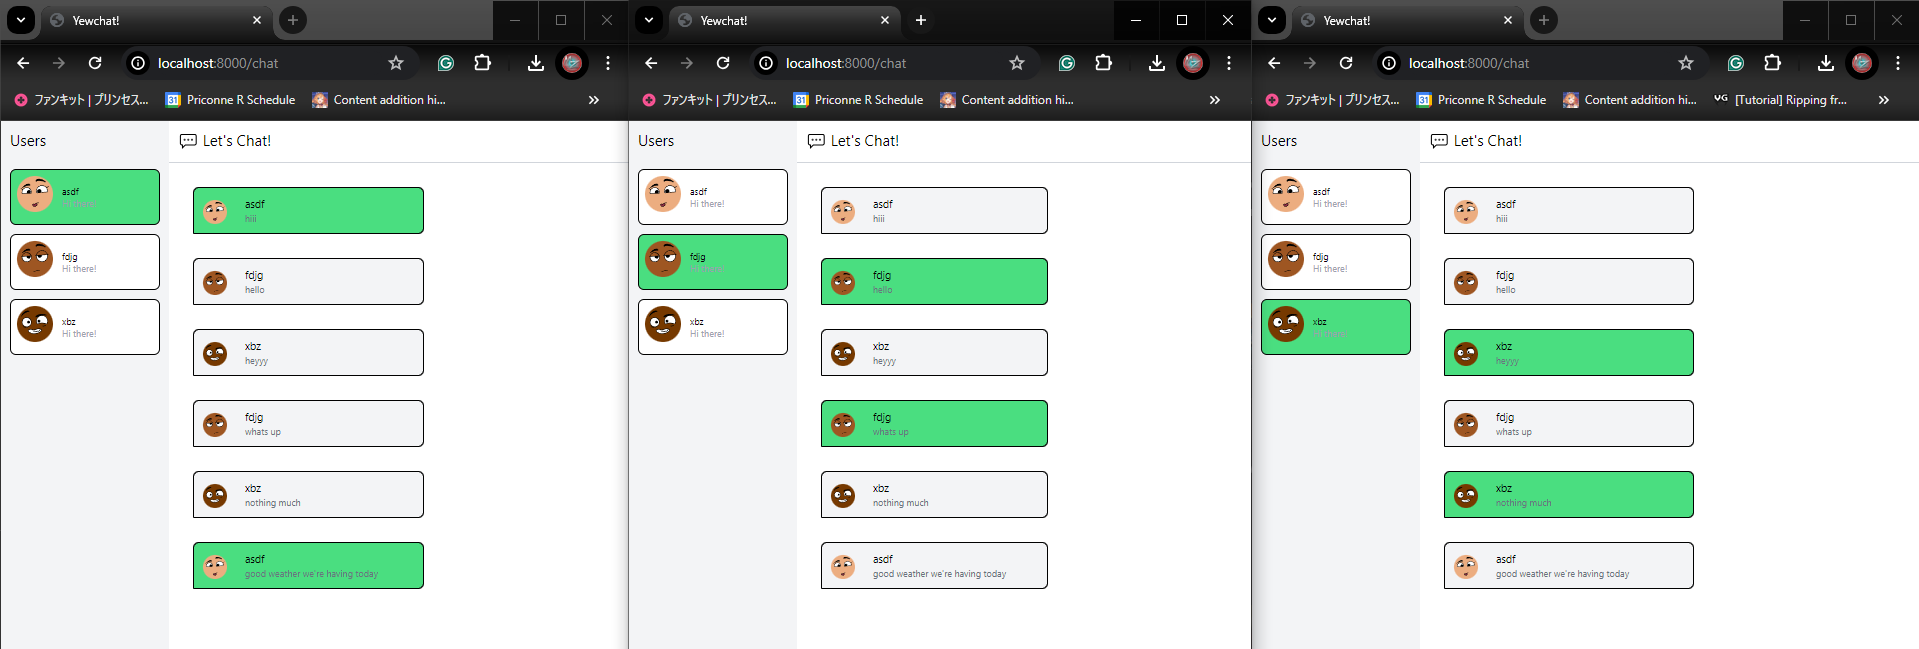 Yewchat!
localhost:8000/chat
ファンキット | プリンセス... Priconne R Schedule Content addition hi...
Users
Let's Chat!
asdf
Hi there!
fdjg
Hi there!
xbz
Hi there!
asdf
hiii
fdjg
hello
xbz
heyyy
fdjg
whats up
xbz
nothing much
asdf
good weather we're having today
Yewchat!
localhost:8000/chat
ファンキット | プリンセス... Priconne R Schedule Content addition hi...
Users
Let's Chat!
asdf
Hi there!
fdjg
Hi there!
xbz
Hi there!
asdf
hiii
fdjg
hello
xbz
heyyy
fdjg
whats up
xbz
nothing much
asdf
good weather we're having today
Yewchat!
localhost:8000/chat
ファンキット | プリンセス... Priconne R Schedule Content addition hi... VG [Tutorial] Ripping fr...
Users
Let's Chat!
asdf
Hi there!
fdjg
Hi there!
xbz
Hi there!
asdf
hiii
fdjg
hello
xbz
heyyy
fdjg
whats up
xbz
nothing much
asdf
good weather we're having today